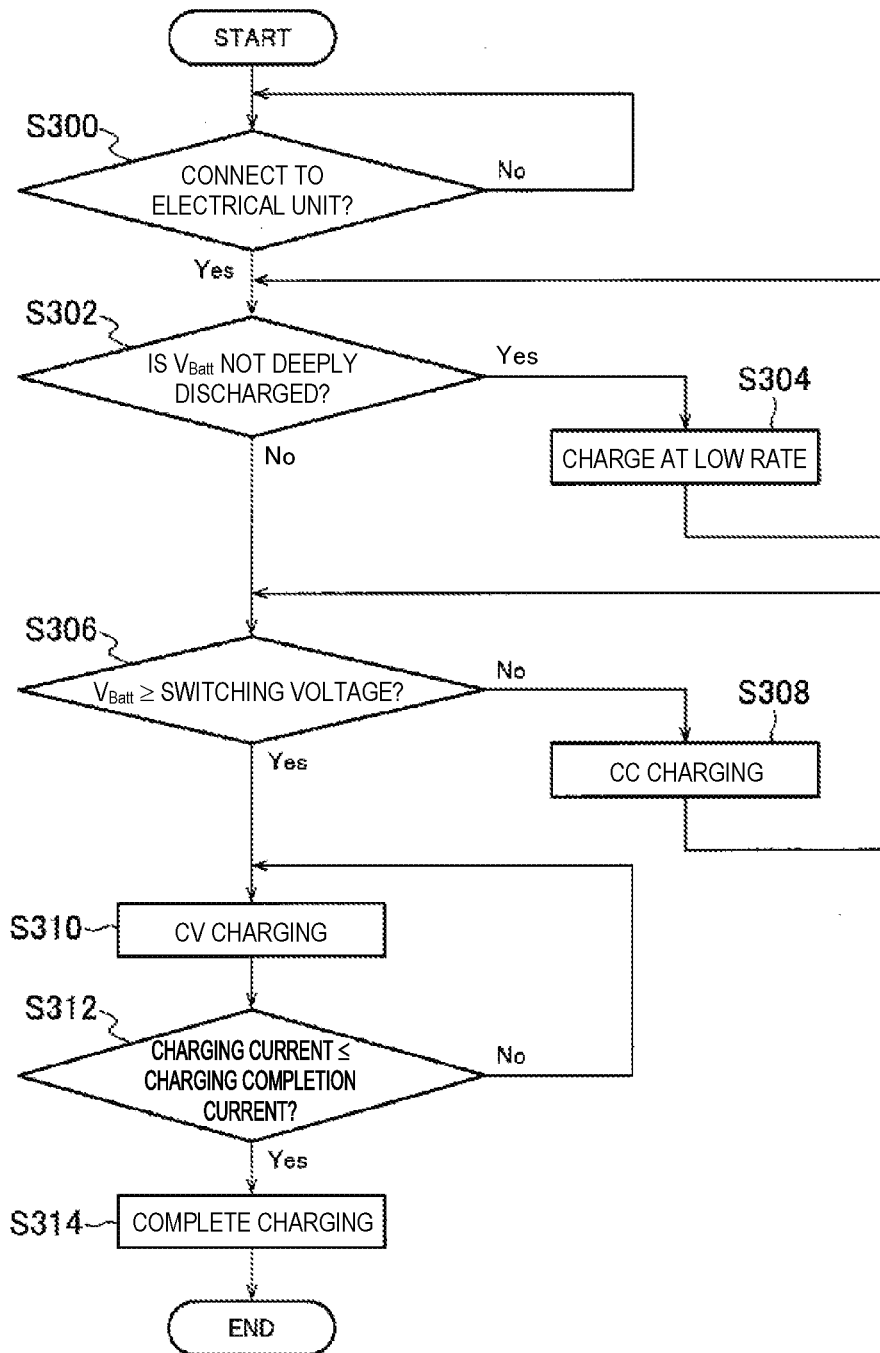 START
S300
CONNECT TO
ELECTRICAL UNIT?
No
Yes
S302
IS VBatt NOT DEEPLY
DISCHARGED?
Yes
No
S304
CHARGE AT LOW RATE
S306
VBatt ≥ SWITCHING VOLTAGE?
No
Yes
S308
CC CHARGING
S310
CV CHARGING
S312
CHARGING CURRENT ≤
CHARGING COMPLETION
CURRENT?
No
Yes
S314
COMPLETE CHARGING
END